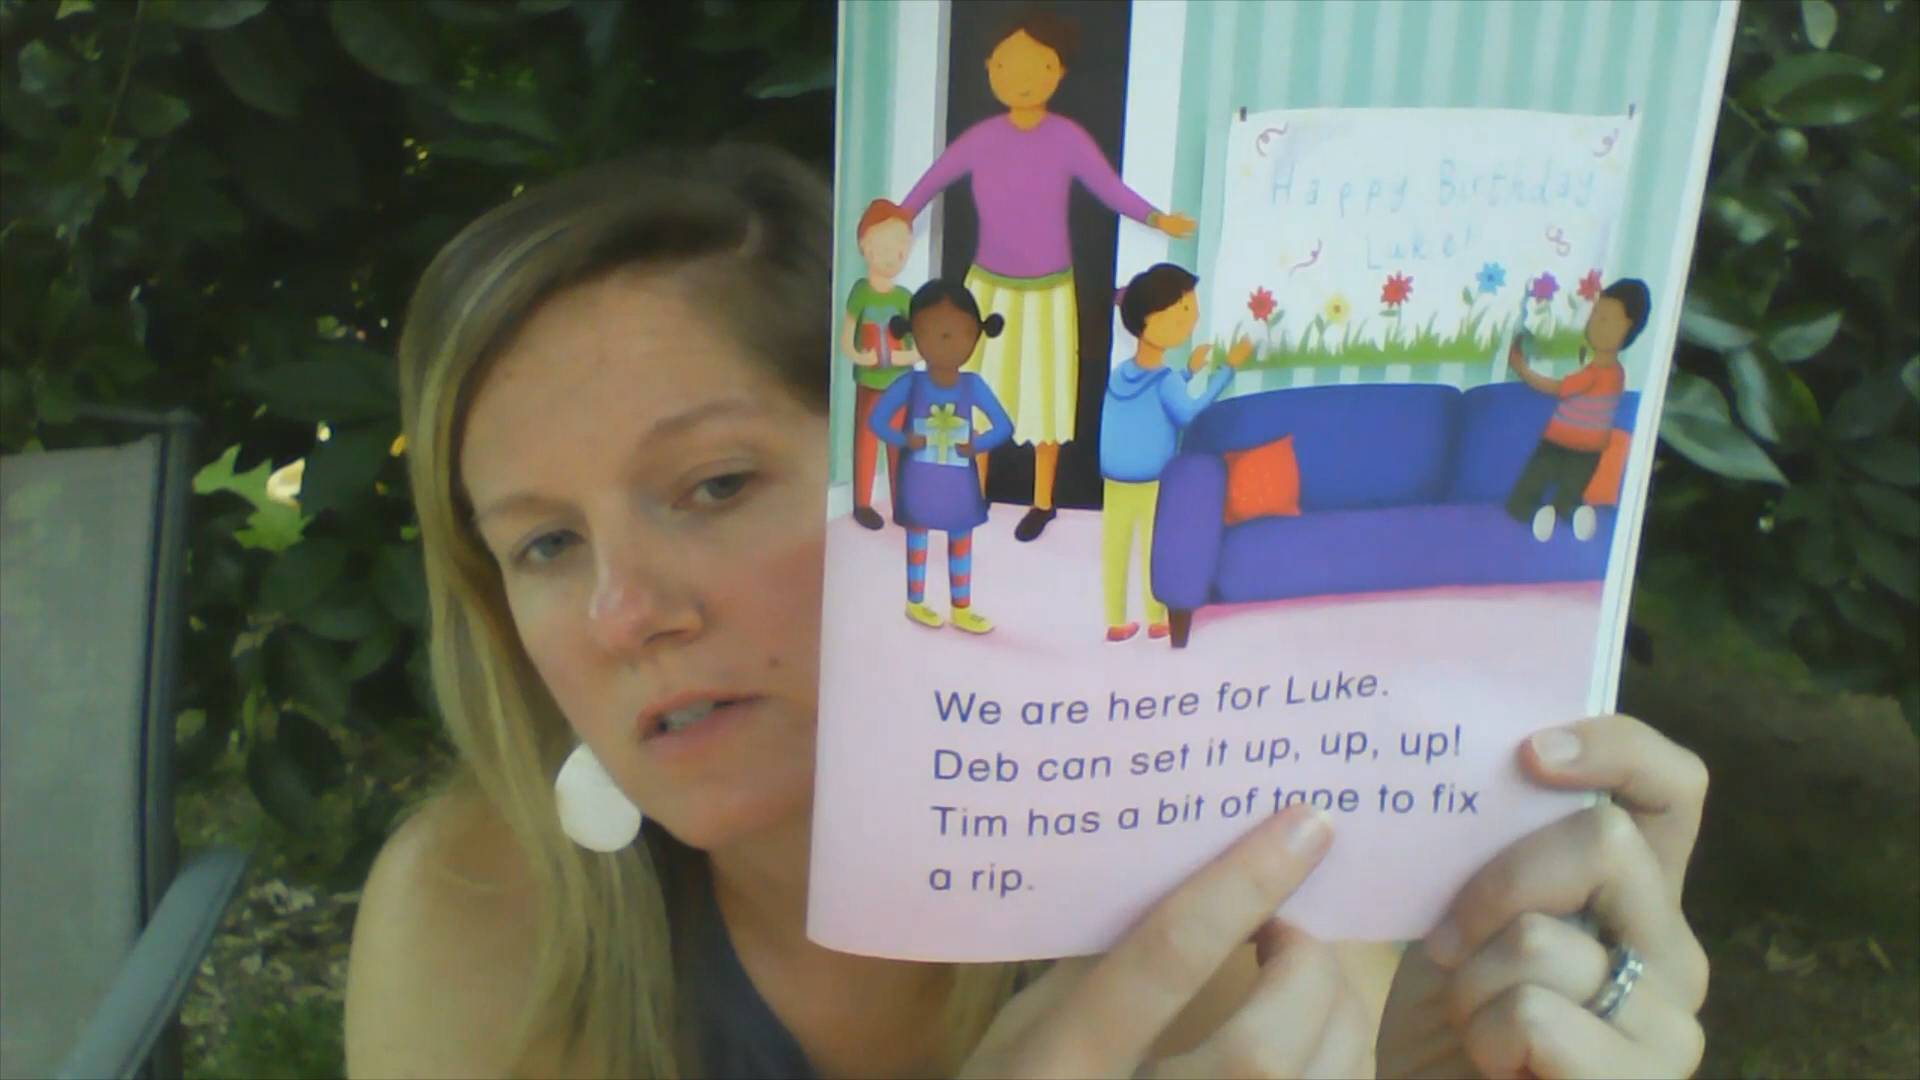 Happy Birthday
Luke!
We are here for Luke.
Deb can set it up, up, up!
Tim has a bit of tape to fix
a rip.